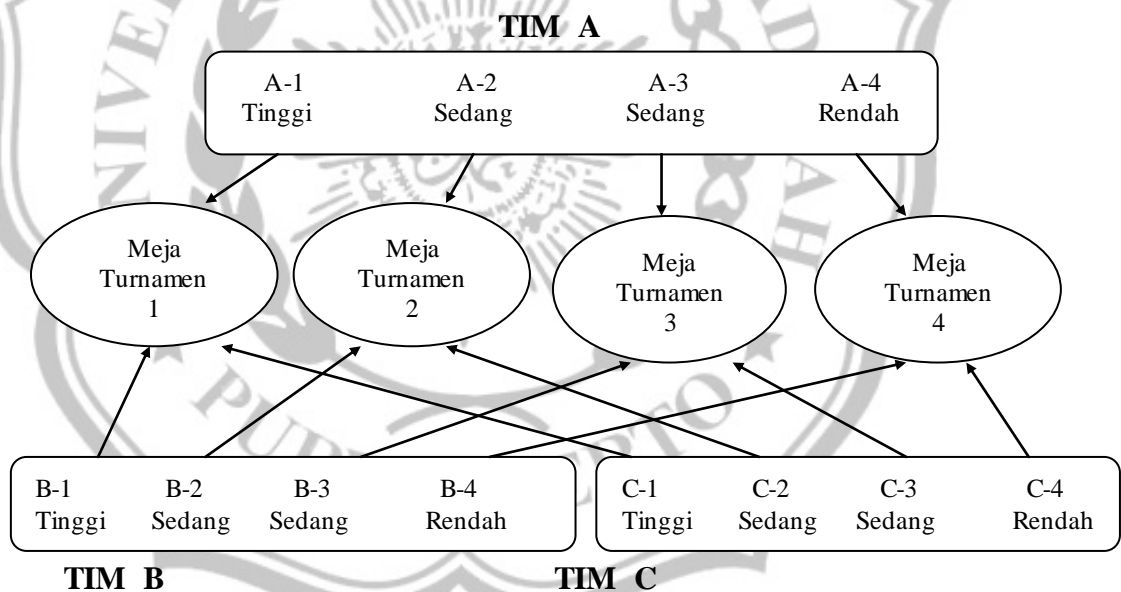 TIM A
A-1 A-2 A-3 A-4
Tinggi Sedang Sedang Rendah
Meja
Turnamen
1
Meja
Turnamen
2
Meja
Turnamen
3
Meja
Turnamen
4
B-1 B-2 B-3 B-4
Tinggi Sedang Sedang Rendah
C-1 C-2 C-3 C-4
Tinggi Sedang Sedang Rendah
TIM B TIM C